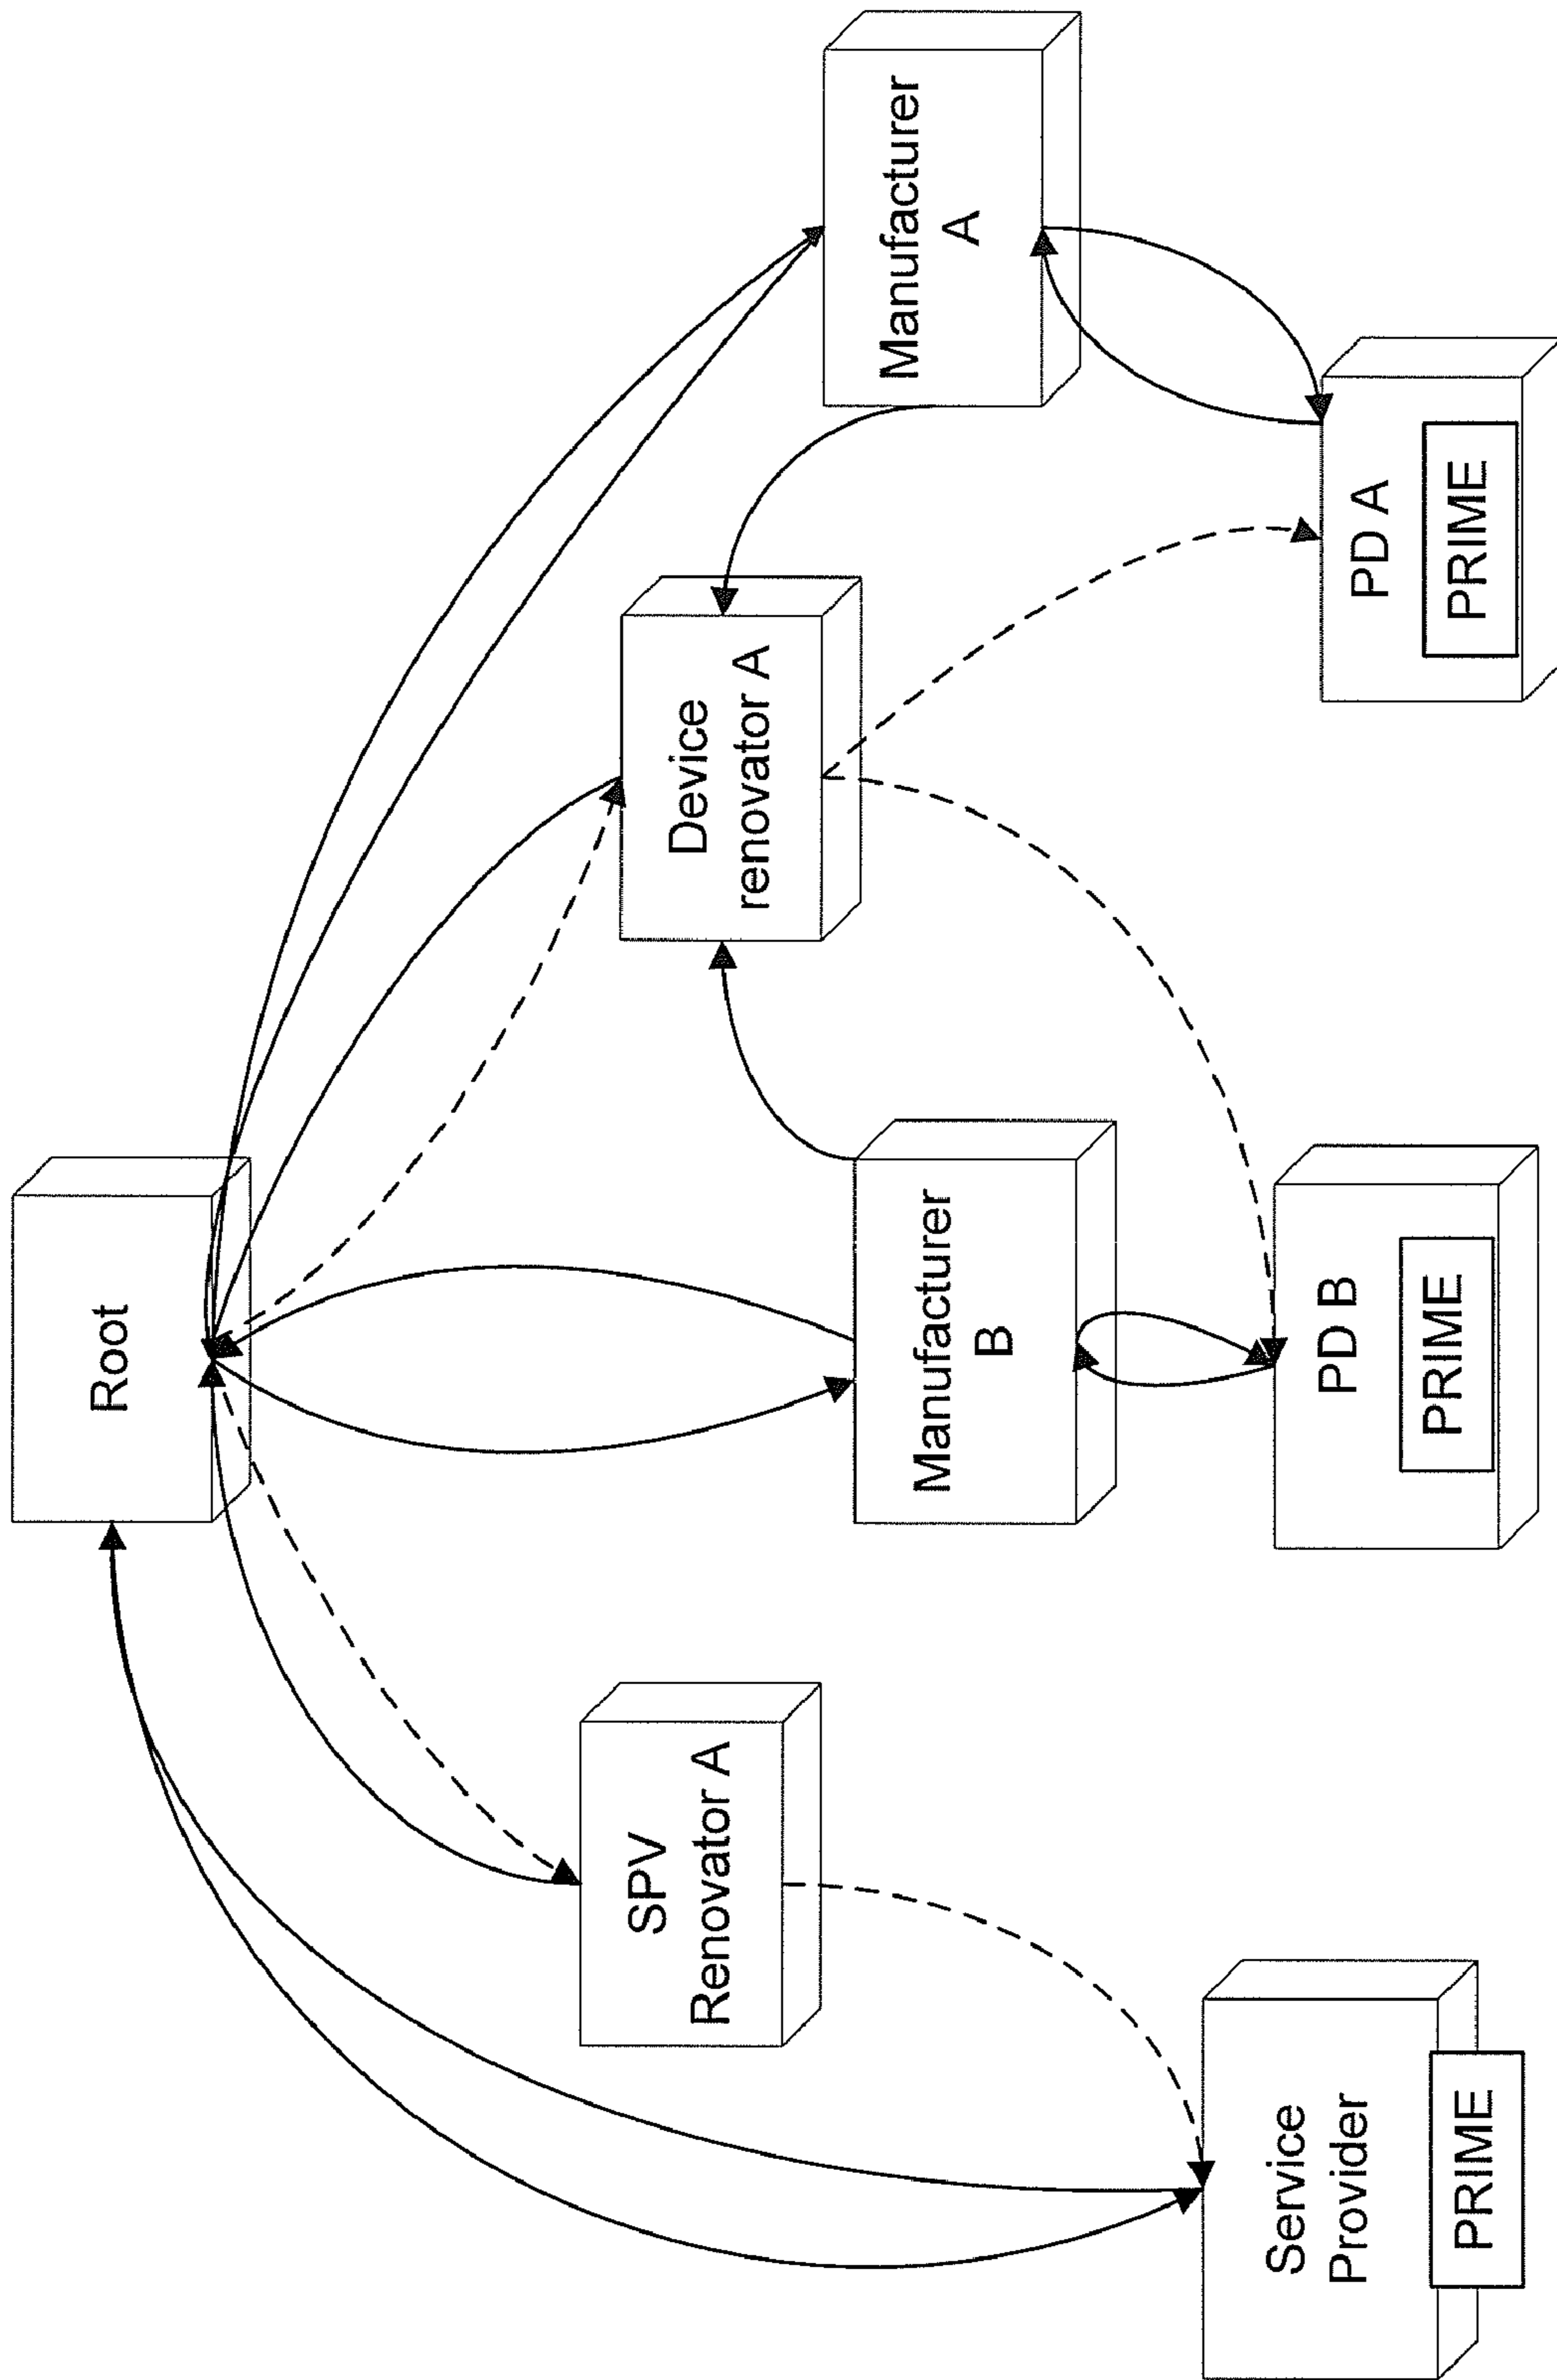 Root
SPV
Renovator A
Device
renovator A
Service
Provider
PRIME
Manufacturer
B
Manufacturer
A
PD B
PRIME
PD A
PRIME